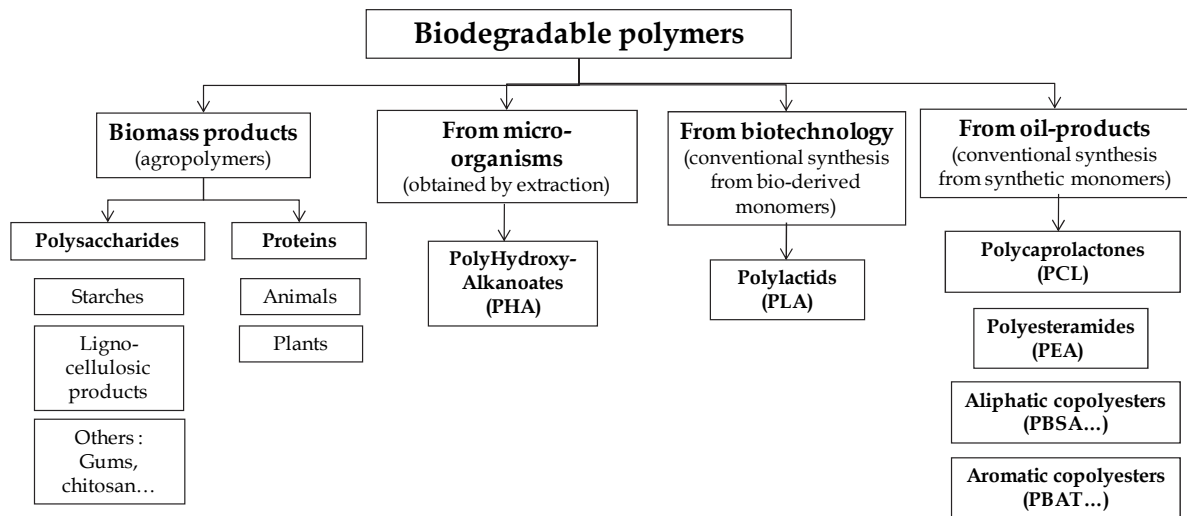 Biodegradable polymers
Biomass products
(agropolymers)
From micro-
organisms
(obtained by extraction)
From biotechnology
(conventional synthesis
from bio-derived
monomers)
From oil-products
(conventional synthesis
from synthetic monomers)
Polysaccharides
Proteins
Starches
Ligno-
cellulosic
products
Others :
Gums,
chitosan…
Animals
Plants
PolyHydroxy-
Alkanoates
(PHA)
Polylactids
(PLA)
Polycaprolactones
(PCL)
Polyesteramides
(PEA)
Aliphatic copolyesters
(PBSA…)
Aromatic copolyesters
(PBAT…)